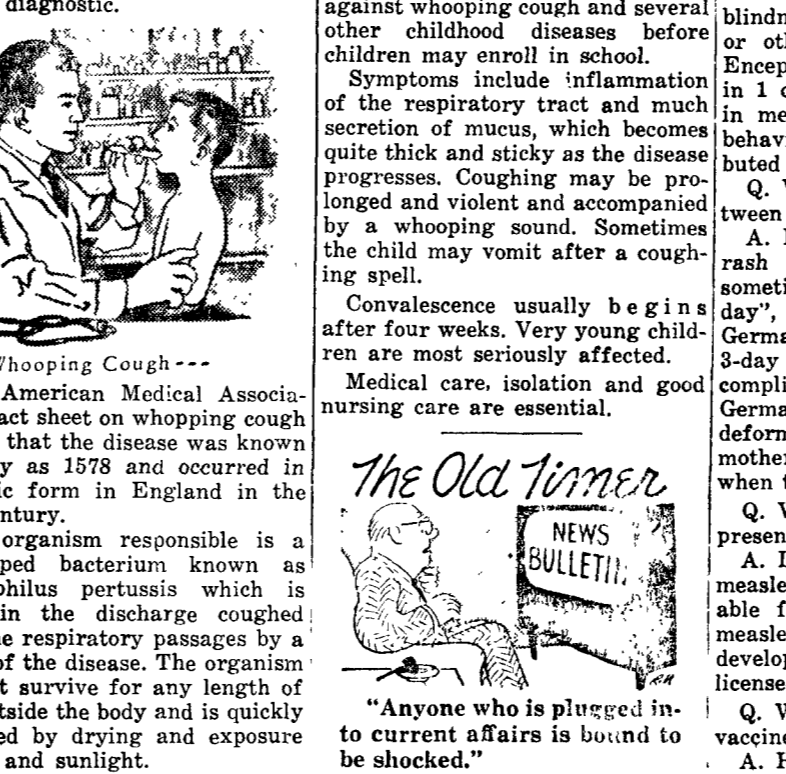 diagnostic.
Whooping Cough---
American Medical Associa-
act sheet on whopping cough
that the disease was known
y as 1578 and occurred in
ic form in England in the
ntury.
organism responsible is a
ped bacterium known as
philus pertussis which is
in the discharge coughed
e respiratory passages by a
of the disease. The organism
t survive for any length of
tside the body and is quickly
ed by drying and exposure
and sunlight.
against whooping cough and several
other childhood diseases before
children may enroll in school.
Symptoms include inflammation
of the respiratory tract and much
secretion of mucus, which becomes
quite thick and sticky as the disease
progresses. Coughing may be pro-
longed and violent and accompanied
by a whooping sound. Sometimes
the child may vomit after a cough-
ing spell.
Convalescence usually begins
after four weeks. Very young child-
ren are most seriously affected.
Medical care, isolation and good
nursing care are essential.
The Old Timer
NEWS
BULLETIN
"Anyone who is plugged in-
to current affairs is bound to
be shocked."
blindn
or oth
Encep
in 1 c
in me
behavi
buted
Q. W
tween
A.
rash
someti
day",
Germa
3-day
compli
Germa
deform
mother
when t
Q. W
presen
A. I
measle
able f
measle
develop
license
Q. W
vaccine
A. H